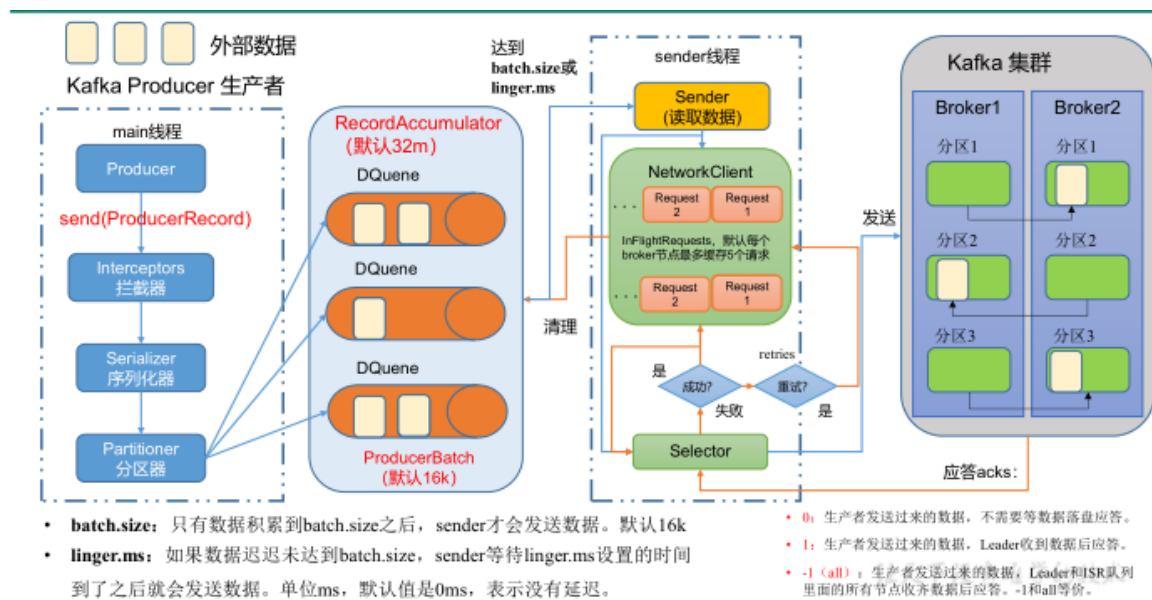 外部数据
Kafka Producer 生产者
main线程
Producer
send(ProducerRecord)
Interceptors
拦截器
Serializer
序列化器
Partitioner
分区器
RecordAccumulator
(默认32m)
DQuene
DQuene
DQuene
ProducerBatch
(默认16k)
达到
batch.size或
linger.ms
清理
sender线程
Sender
(读取数据)
NetworkClient
... Request 2 Request 1
InFlightRequests，默认每个
broker节点最多缓存5个请求
... Request 2 Request 1
是
成功?
失败
retries
重试?
是
Selector
发送
Kafka 集群
Broker1
分区1
分区2
分区3
Broker2
分区1
分区2
分区3
应答acks：
• batch.size：只有数据积累到batch.size之后，sender才会发送数据。默认16k
• linger.ms：如果数据迟迟未达到batch.size，sender等待linger.ms设置的时间
到了之后就会发送数据。单位ms，默认值是0ms，表示没有延迟。
• 0：生产者发送过来的数据，不需要等数据落盘应答。
• 1：生产者发送过来的数据，Leader收到数据后应答。
• -1（all）：生产者发送过来的数据，Leader和ISR队列
里面的所有节点收齐数据后应答。-1和all等价。